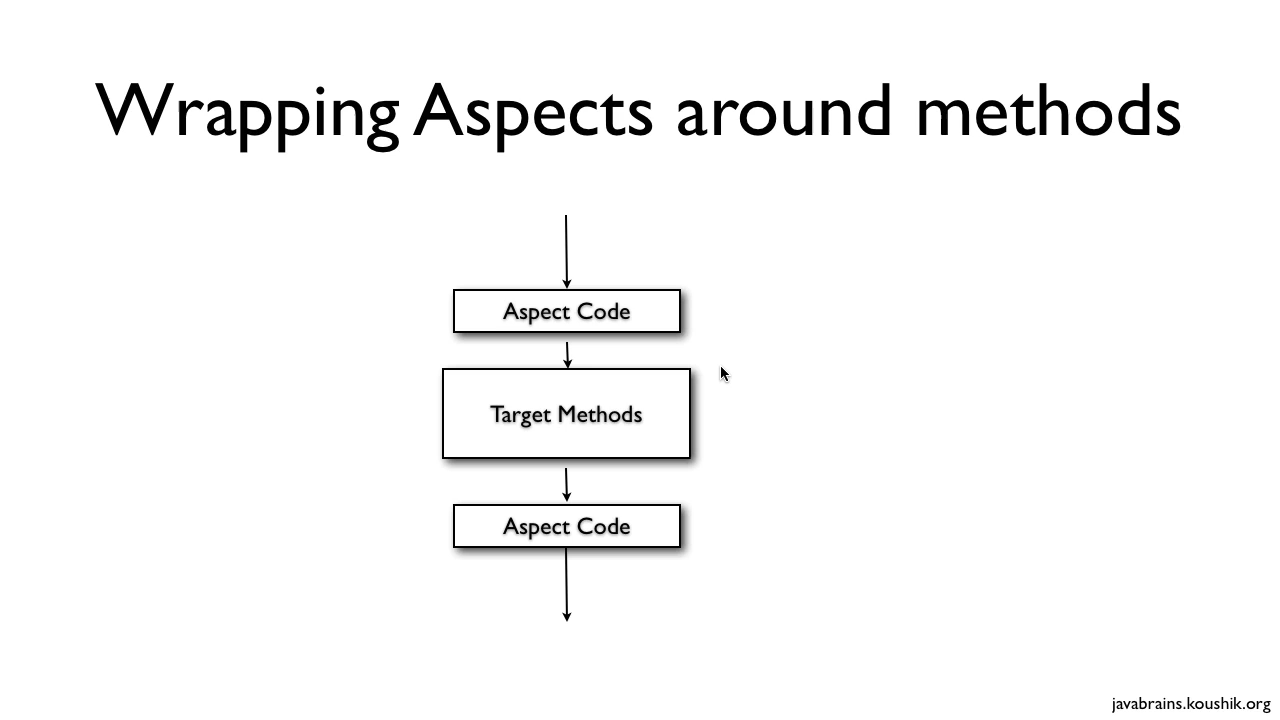 Wrapping Aspects around methods
Aspect Code
Target Methods
Aspect Code
javabrains.koushik.org